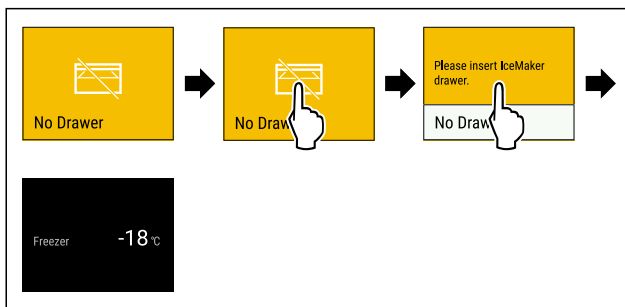 No Drawer
No Draw
Please insert IceMaker
drawer.
No Draw
Freezer -18 °C